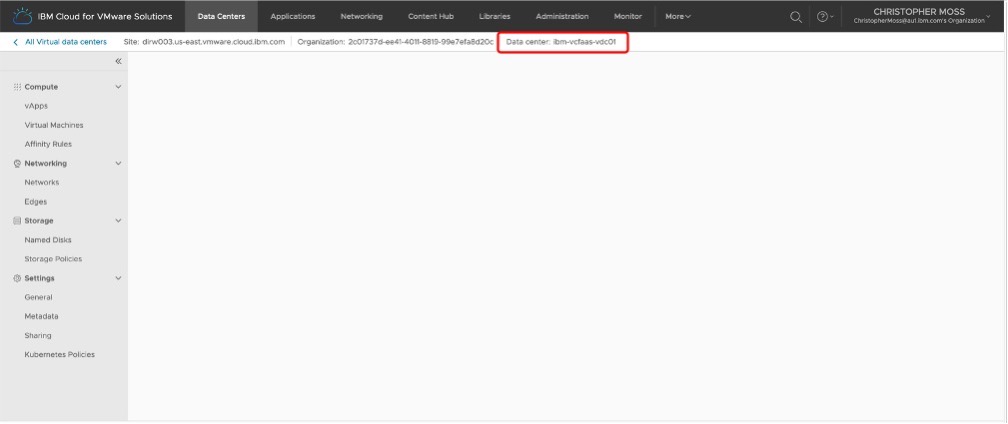 IBM Cloud for VMware Solutions Data Centers Applications Networking Content Hub Libraries Administration Monitor More
CHRISTOPHER MOSS
ChristopherMoss@au1.ibm.com's Organization
All Virtual data centers Site: dirw003.us-east.vmware.cloud.ibm.com Organization: 2c01737d-ee41-4011-8819-99e7efa8d20c Data center: ibm-vcfaas-vdc01
Compute
vApps
Virtual Machines
Affinity Rules
Networking
Networks
Edges
Storage
Named Disks
Storage Policies
Settings
General
Metadata
Sharing
Kubernetes Policies